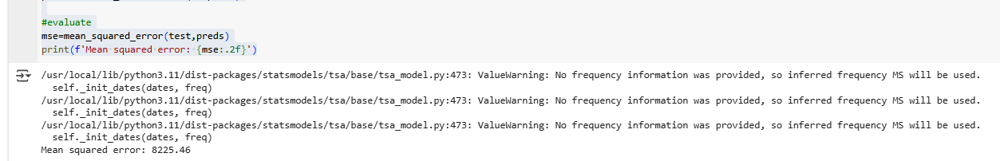 #evaluate
mse=mean_squared_error(test,preds)
print(f'Mean squared error: {mse:.2f}')
/usr/local/lib/python3.11/dist-packages/statsmodels/tsa/base/tsa_model.py:473: ValueWarning: No frequency information was provided, so inferred frequency MS will be used.
  self._init_dates(dates, freq)
/usr/local/lib/python3.11/dist-packages/statsmodels/tsa/base/tsa_model.py:473: ValueWarning: No frequency information was provided, so inferred frequency MS will be used.
  self._init_dates(dates, freq)
/usr/local/lib/python3.11/dist-packages/statsmodels/tsa/base/tsa_model.py:473: ValueWarning: No frequency information was provided, so inferred frequency MS will be used.
  self._init_dates(dates, freq)
Mean squared error: 8225.46